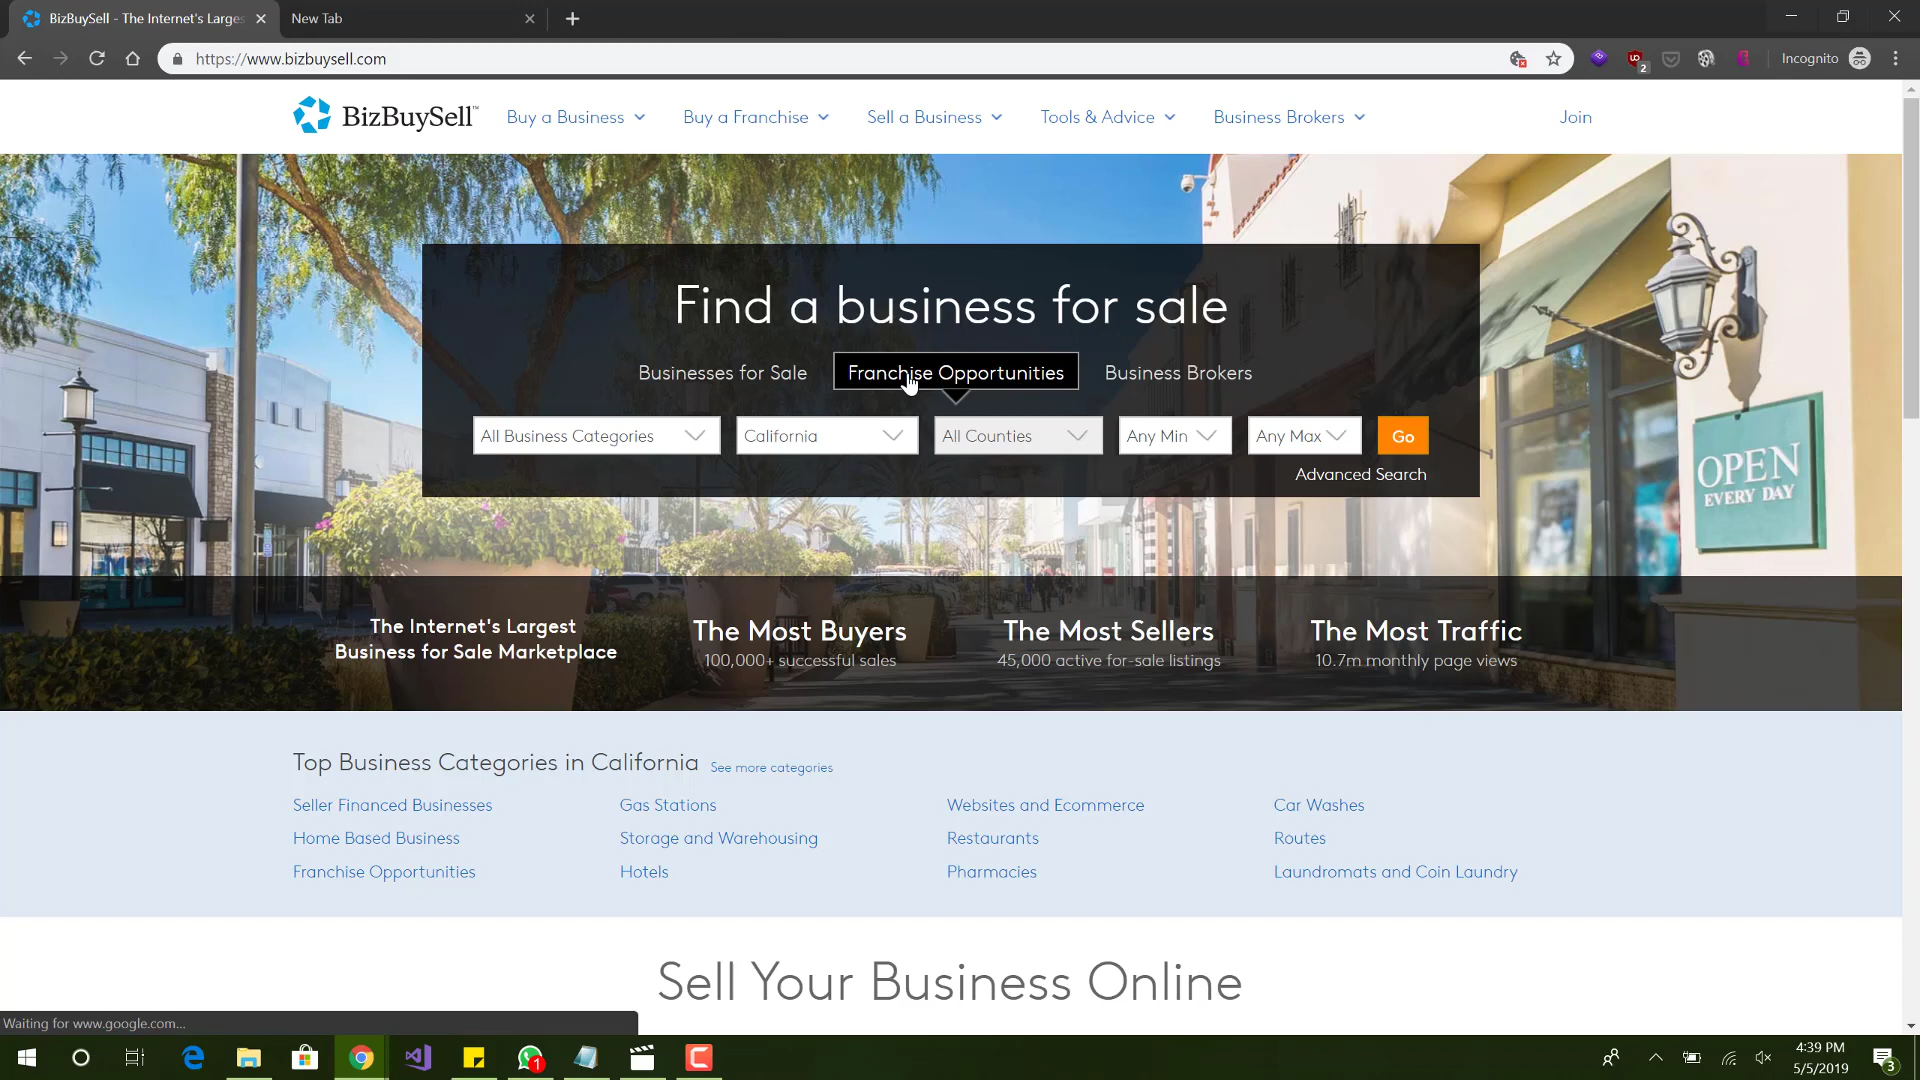 BizBuySell - The Internet's Larges
New Tab
https://www.bizbuysell.com
2
Incognito
BizBuySell™
Buy a Business
Buy a Franchise
Sell a Business
Tools & Advice
Business Brokers
Join
Find a business for sale
Businesses for Sale
Franchise Opportunities
Business Brokers
All Business Categories
California
All Counties
Any Min
Any Max
Go
Advanced Search
OPEN
EVERY DAY
The Internet's Largest
Business for Sale Marketplace
The Most Buyers
100,000+ successful sales
The Most Sellers
45,000 active for-sale listings
The Most Traffic
10.7m monthly page views
Top Business Categories in California
See more categories
Seller Financed Businesses
Gas Stations
Websites and Ecommerce
Car Washes
Home Based Business
Storage and Warehousing
Restaurants
Routes
Franchise Opportunities
Hotels
Pharmacies
Laundromats and Coin Laundry
Sell Your Business Online
Waiting for www.google.com...
1
4:39 PM
5/5/2019
3